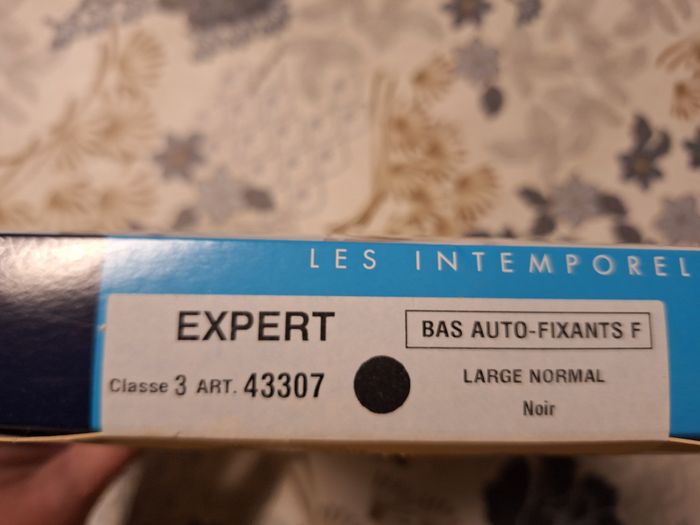 LES INTEMPOREL
EXPERT
BAS AUTO-FIXANTS F
Classe 3 ART. 43307
LARGE NORMAL
Noir